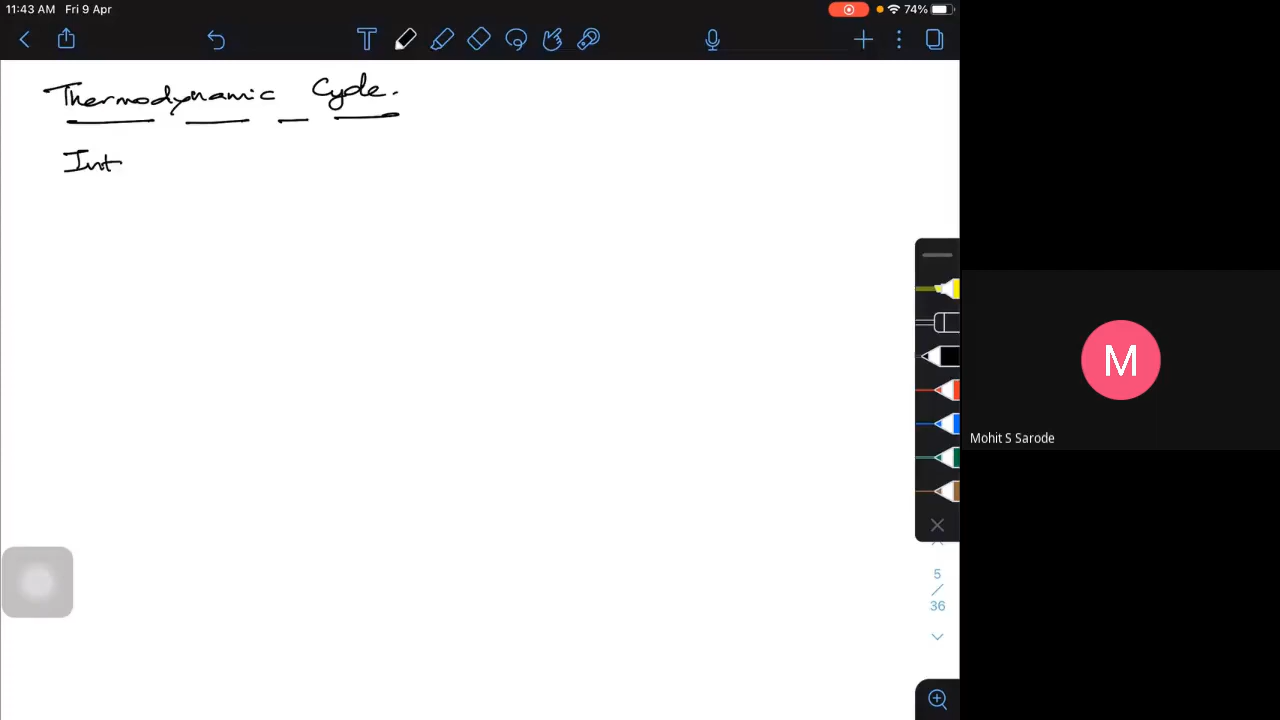 11:43 AM Fri 9 Apr 74%
Thermodynamic Cycle.
Int
M
Mohit S Sarode
5
/
36